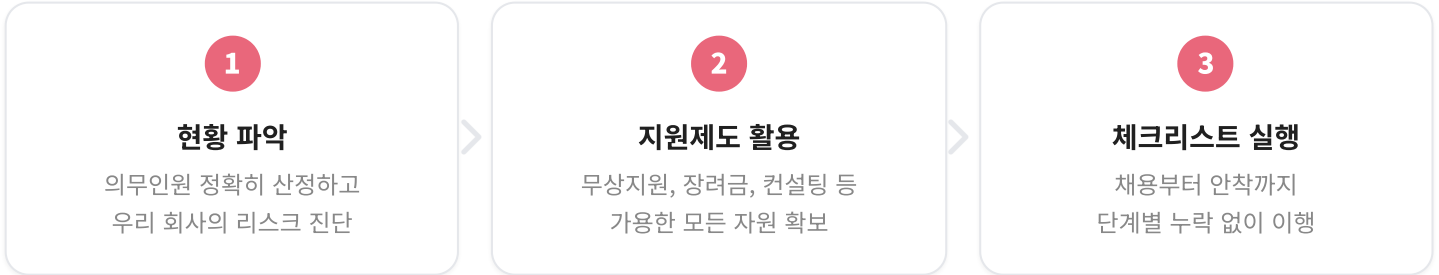 1
현황 파악
의무인원 정확히 산정하고
우리 회사의 리스크 진단
2
지원제도 활용
무상지원, 장려금, 컨설팅 등
가용한 모든 자원 확보
3
체크리스트 실행
채용부터 안착까지
단계별 누락 없이 이행